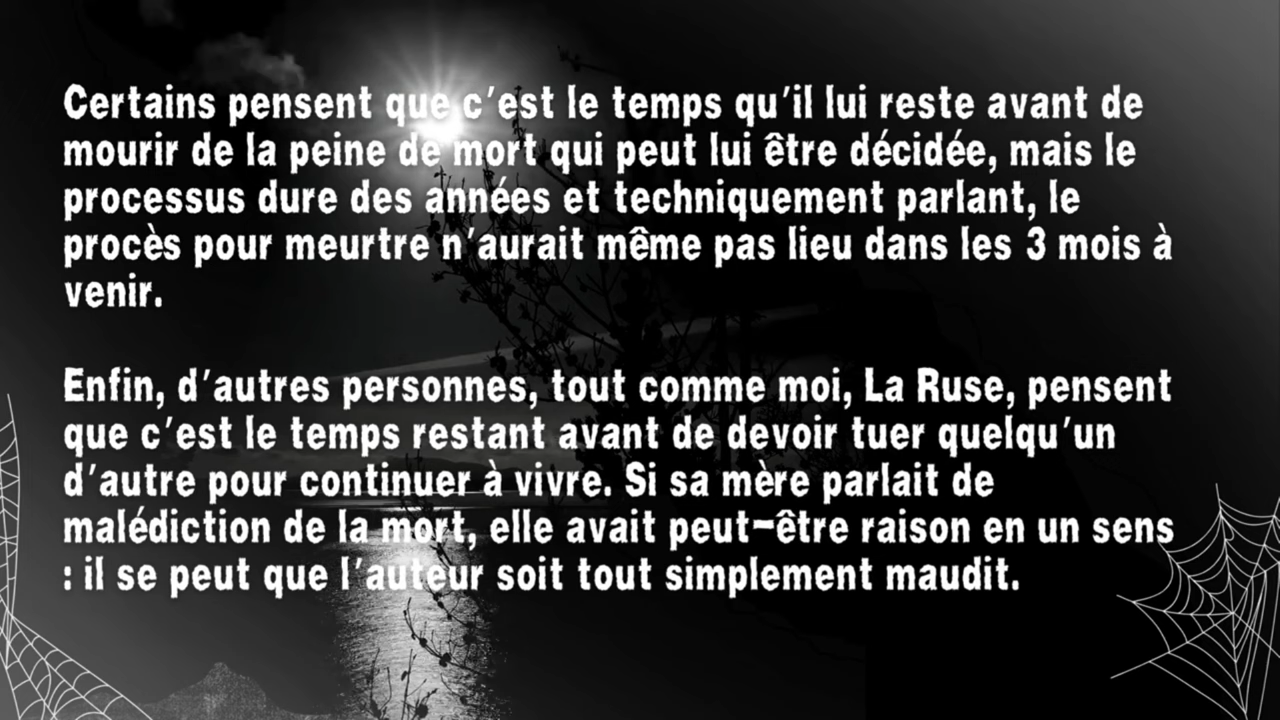 Certains pensent que c'est le temps qu'il lui reste avant de
mourir de la peine de mort qui peut lui être décidée, mais le
processus dure des années et techniquement parlant, le
procès pour meurtre n'aurait même pas lieu dans les 3 mois à
venir.
Enfin, d'autres personnes, tout comme moi, La Ruse, pensent
que c'est le temps restant avant de devoir tuer quelqu'un
d'autre pour continuer à vivre. Si sa mère parlait de
malédiction de la mort, elle avait peut-être raison en un sens
: il se peut que l'auteur soit tout simplement maudit.